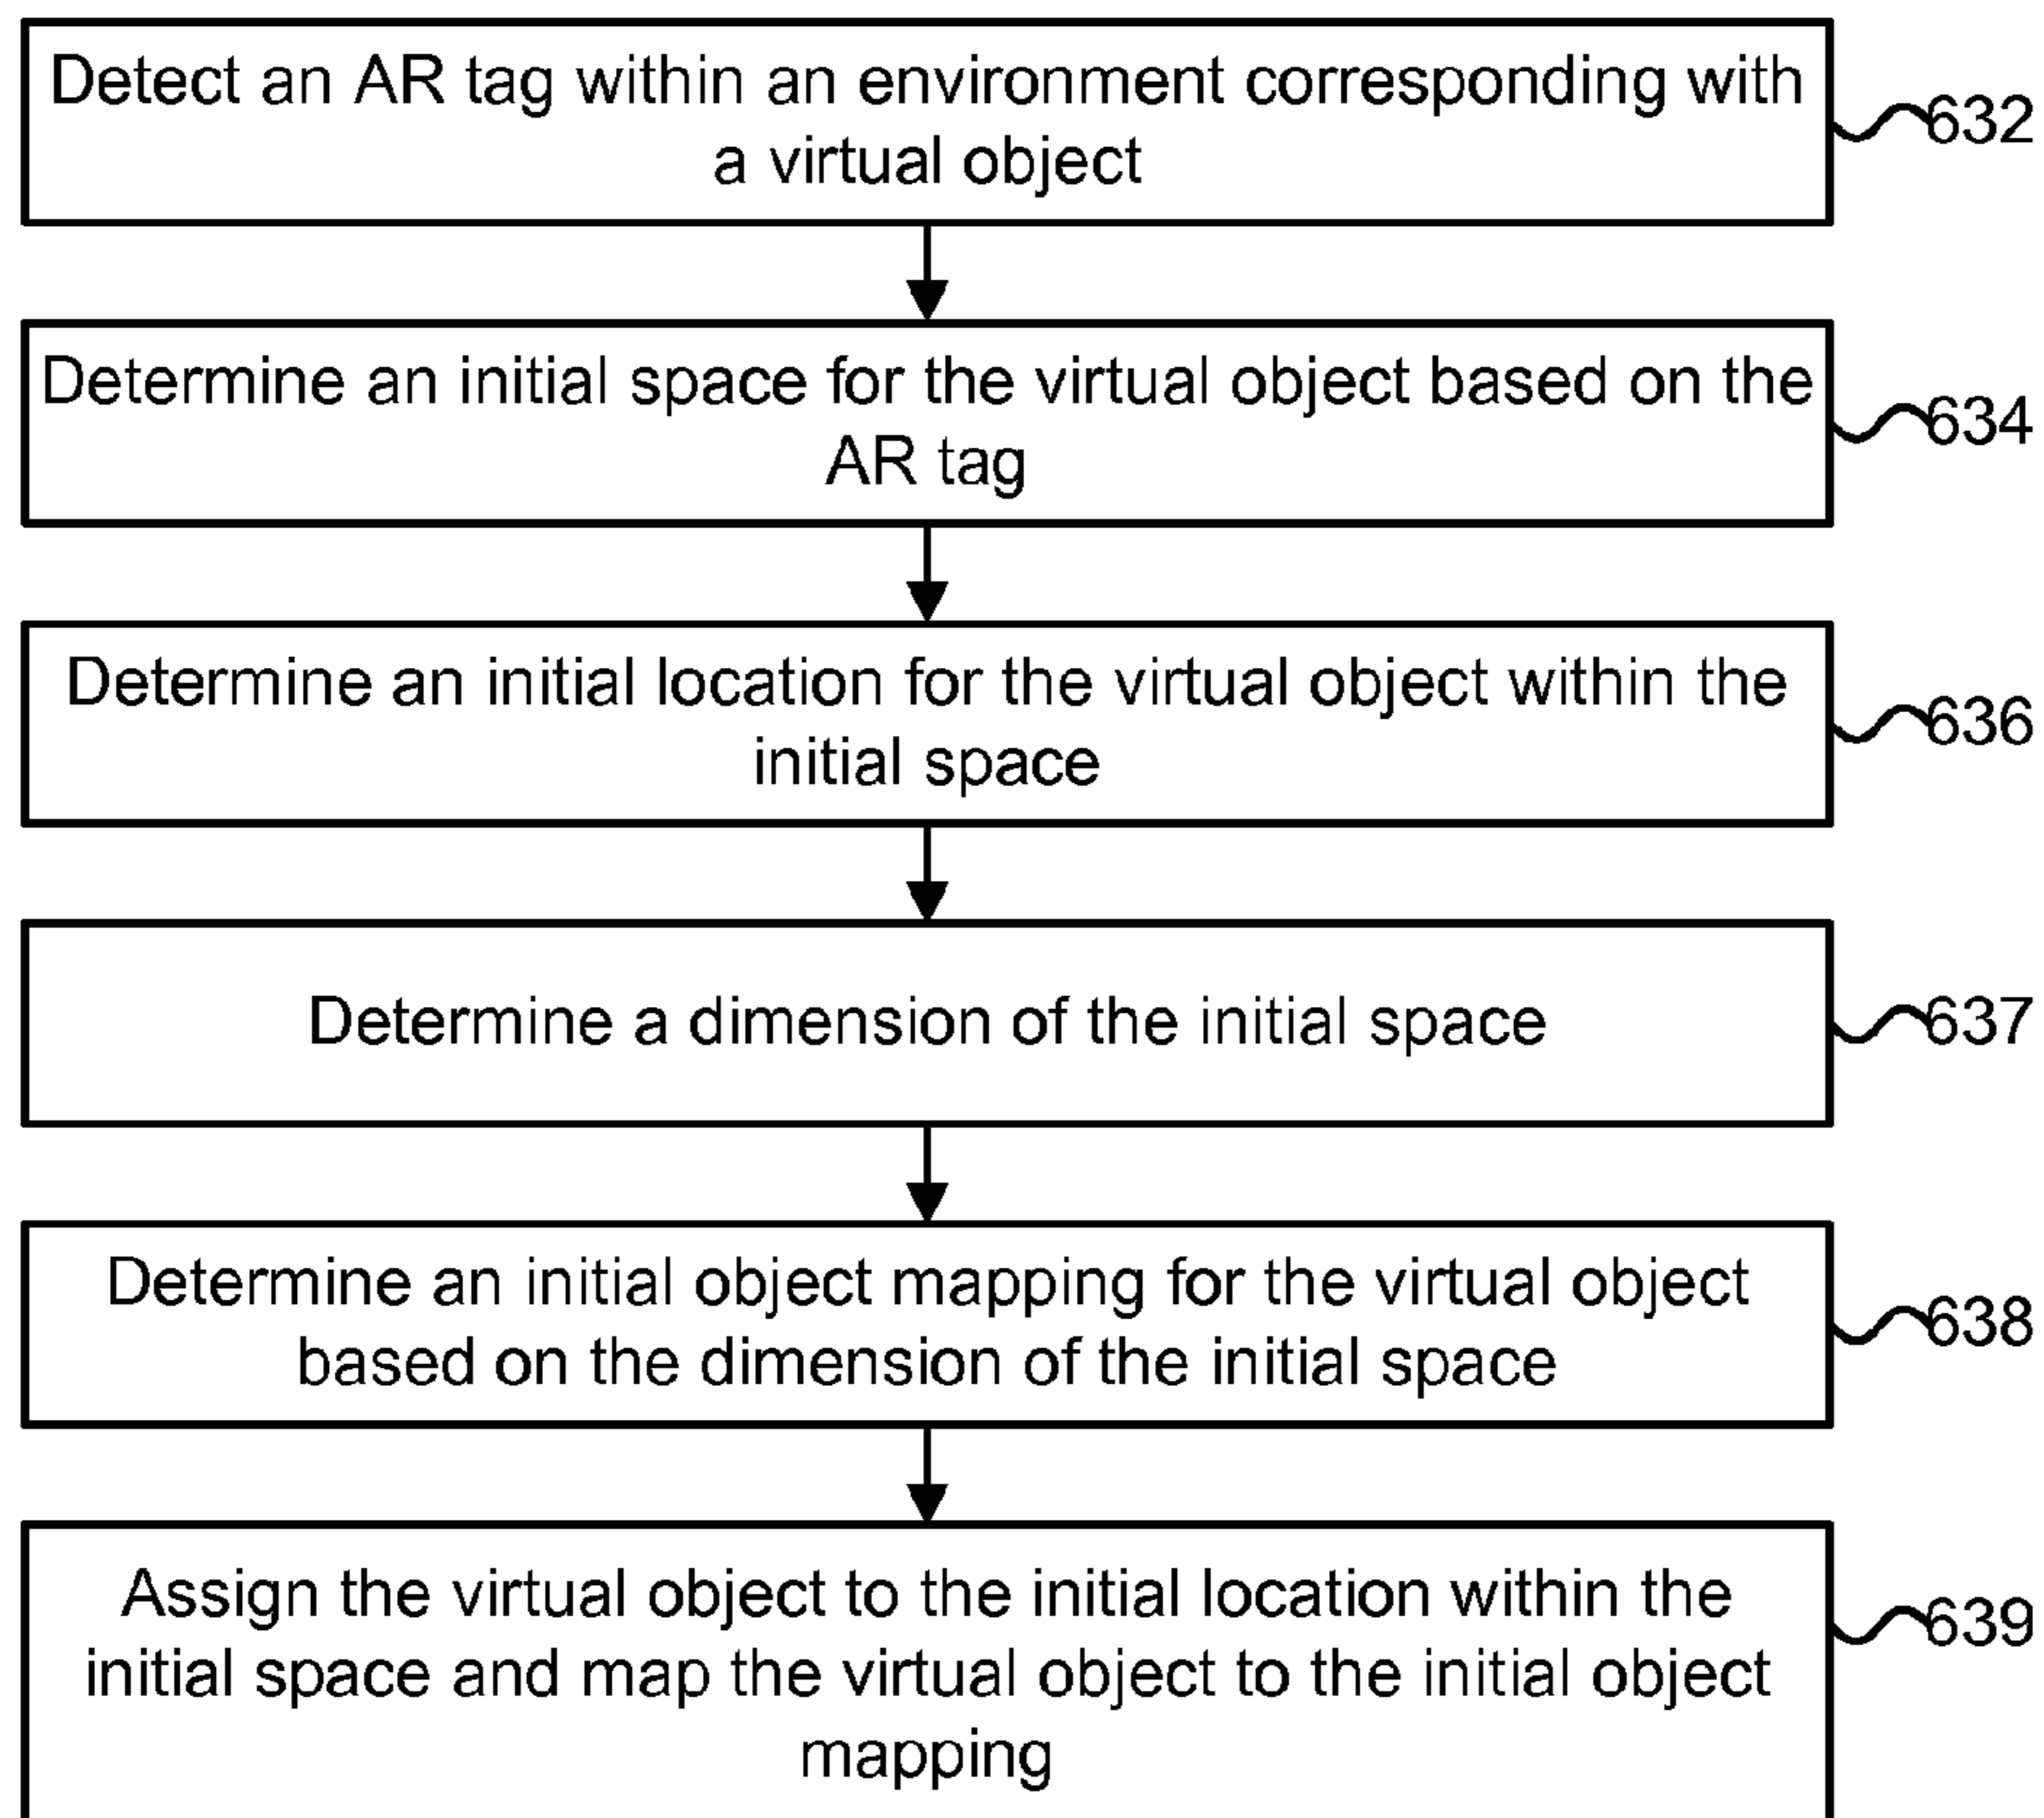 Detect an AR tag within an environment corresponding with
a virtual object
632
Determine an initial space for the virtual object based on the
AR tag
634
Determine an initial location for the virtual object within the
initial space
636
Determine a dimension of the initial space
637
Determine an initial object mapping for the virtual object
based on the dimension of the initial space
638
Assign the virtual object to the initial location within the
initial space and map the virtual object to the initial object
mapping
639